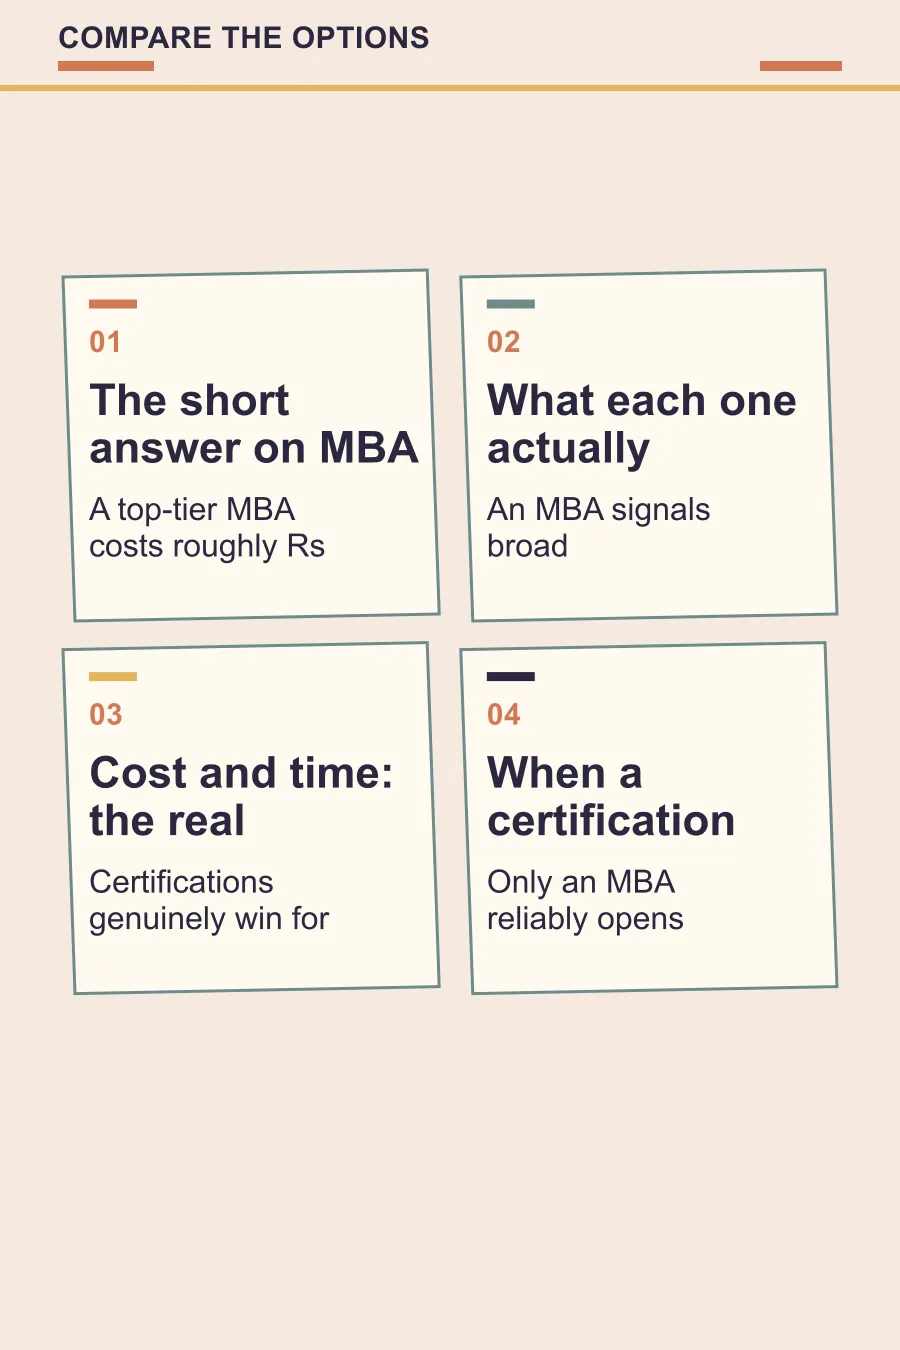 COMPARE THE OPTIONS
01
The short
answer on MBA
A top-tier MBA
costs roughly Rs
02
What each one
actually
An MBA signals
broad
03
Cost and time:
the real
Certifications
genuinely win for
04
When a
certification
Only an MBA
reliably opens